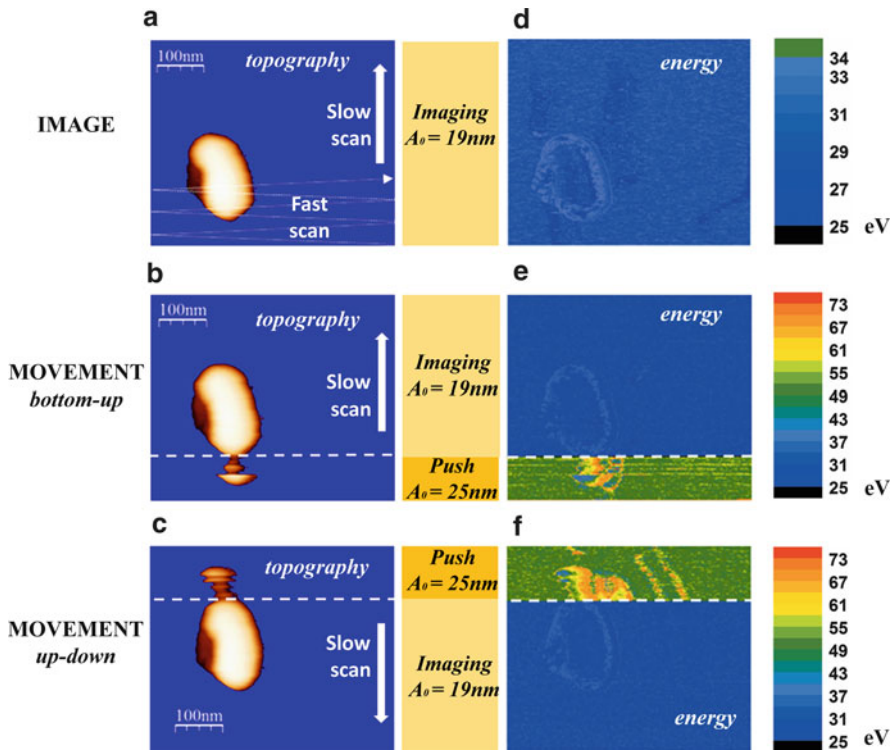 a
d
100nm
topography
energy
34
33
31
29
27
25
eV
IMAGE
Slow
scan
Imaging
A₀ = 19nm
Fast
scan
b
e
100nm
topography
energy
73
67
61
55
49
43
37
31
25
eV
MOVEMENT
bottom-up
Slow
scan
Imaging
A₀ = 19nm
Push
A₀ = 25nm
c
f
topography
Push
A₀ = 25nm
73
67
61
55
49
43
37
31
25
eV
MOVEMENT
up-down
Slow
scan
Imaging
A₀ = 19nm
100nm
energy